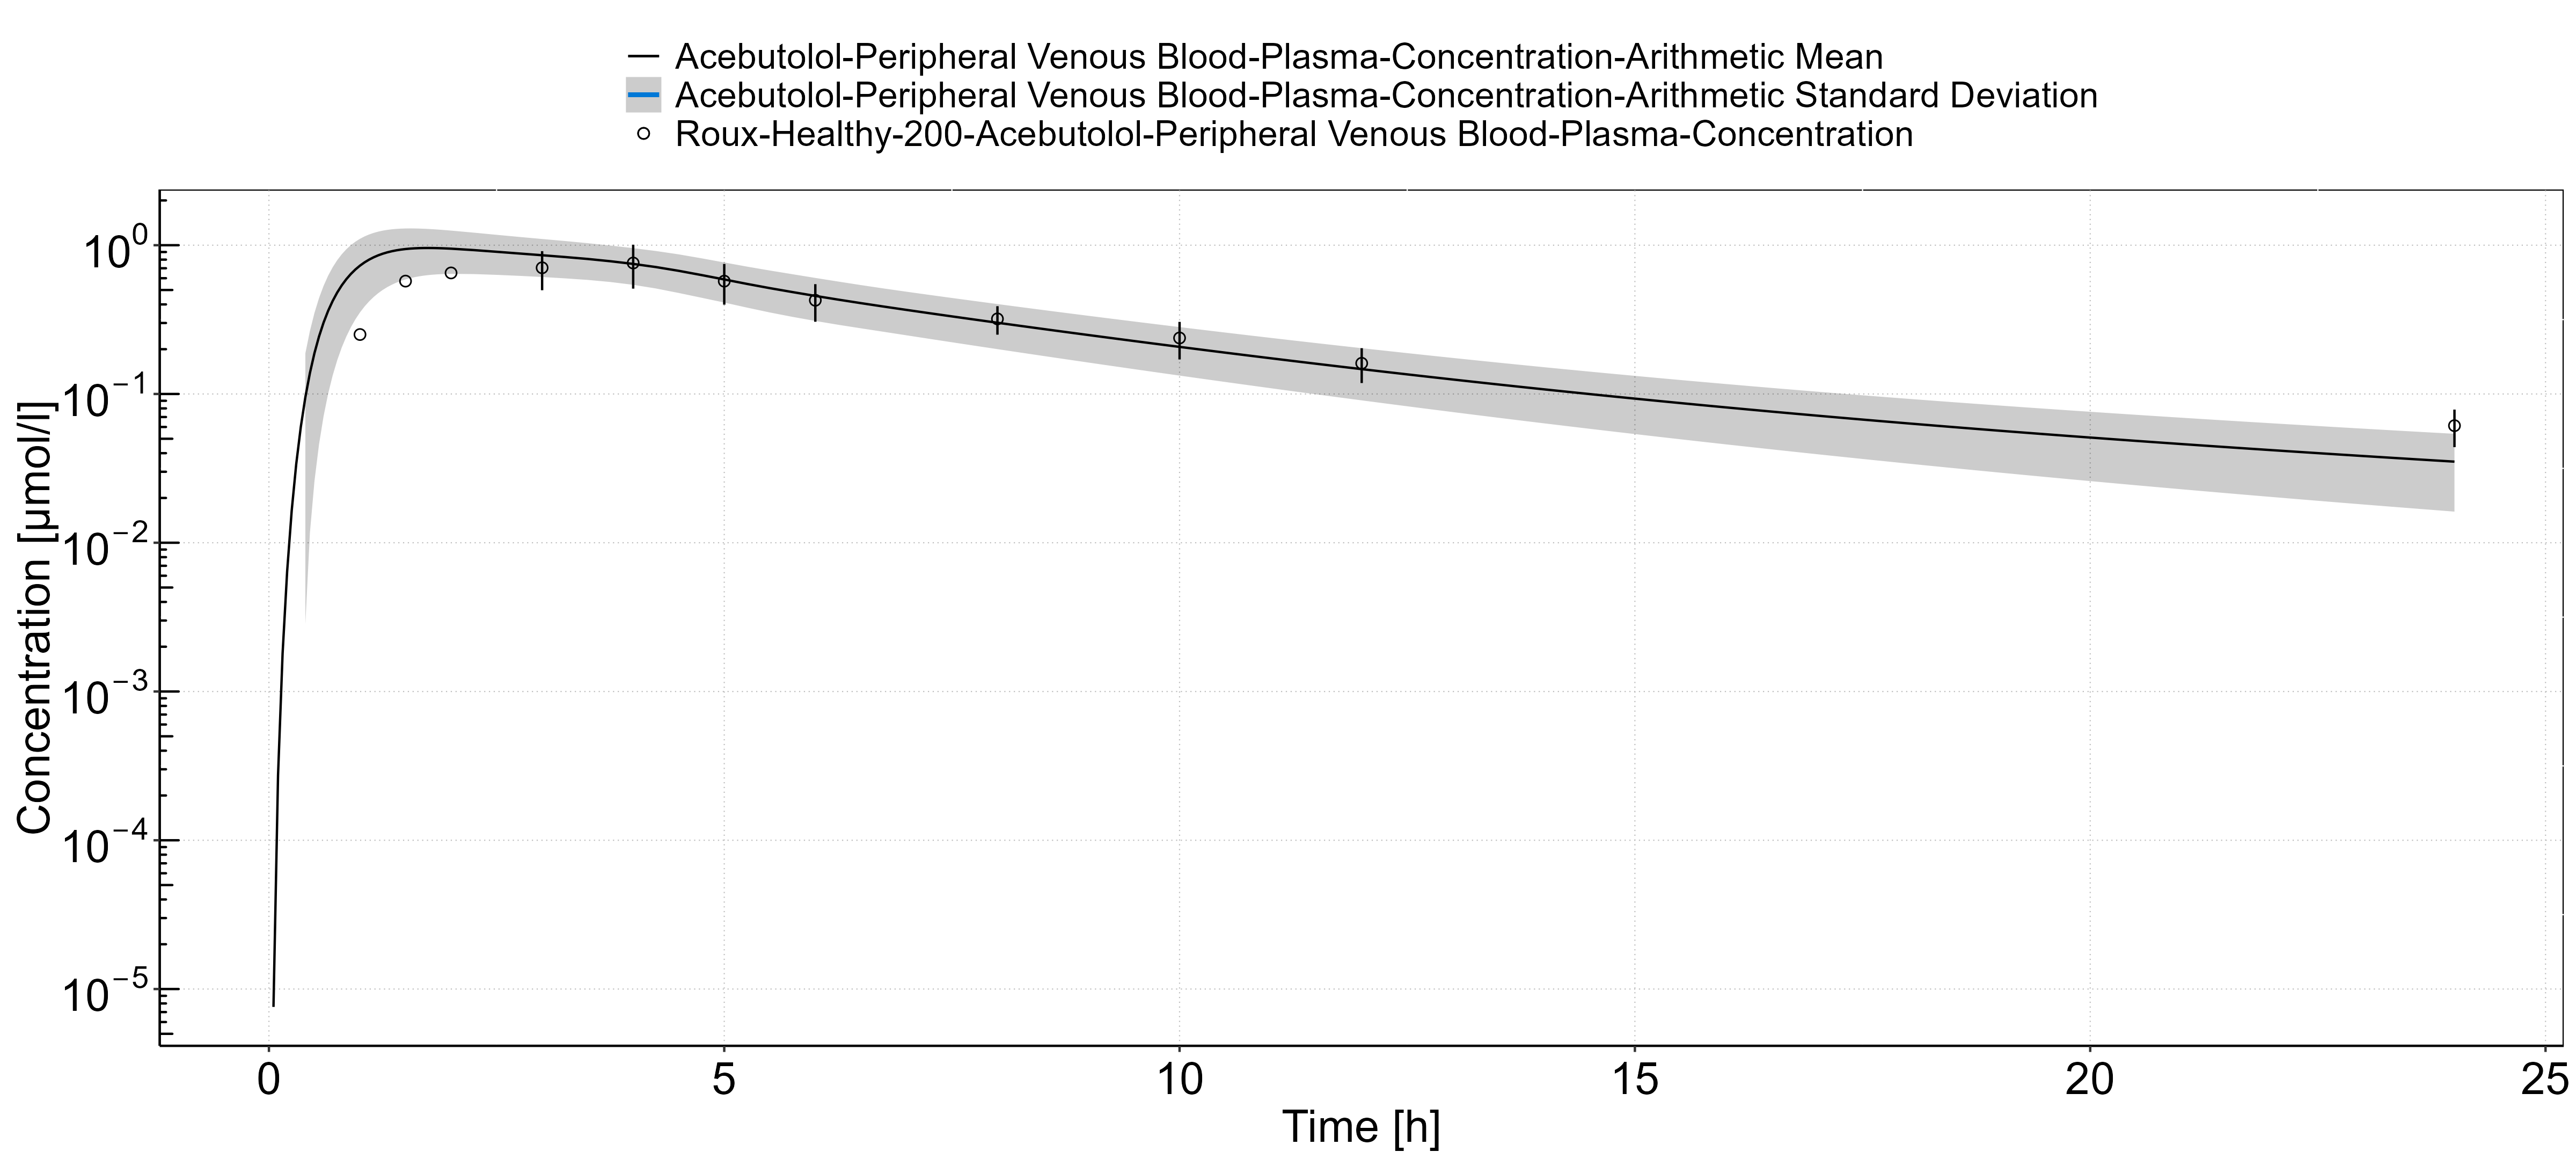 Acebutolol-Peripheral Venous Blood-Plasma-Concentration-Arithmetic Mean
Acebutolol-Peripheral Venous Blood-Plasma-Concentration-Arithmetic Standard Deviation
Roux-Healthy-200-Acebutolol-Peripheral Venous Blood-Plasma-Concentration
Concentration [µmol/l]
10⁰
10⁻¹
10⁻²
10⁻³
10⁻⁴
10⁻⁵
0 5 10 15 20 25
Time [h]